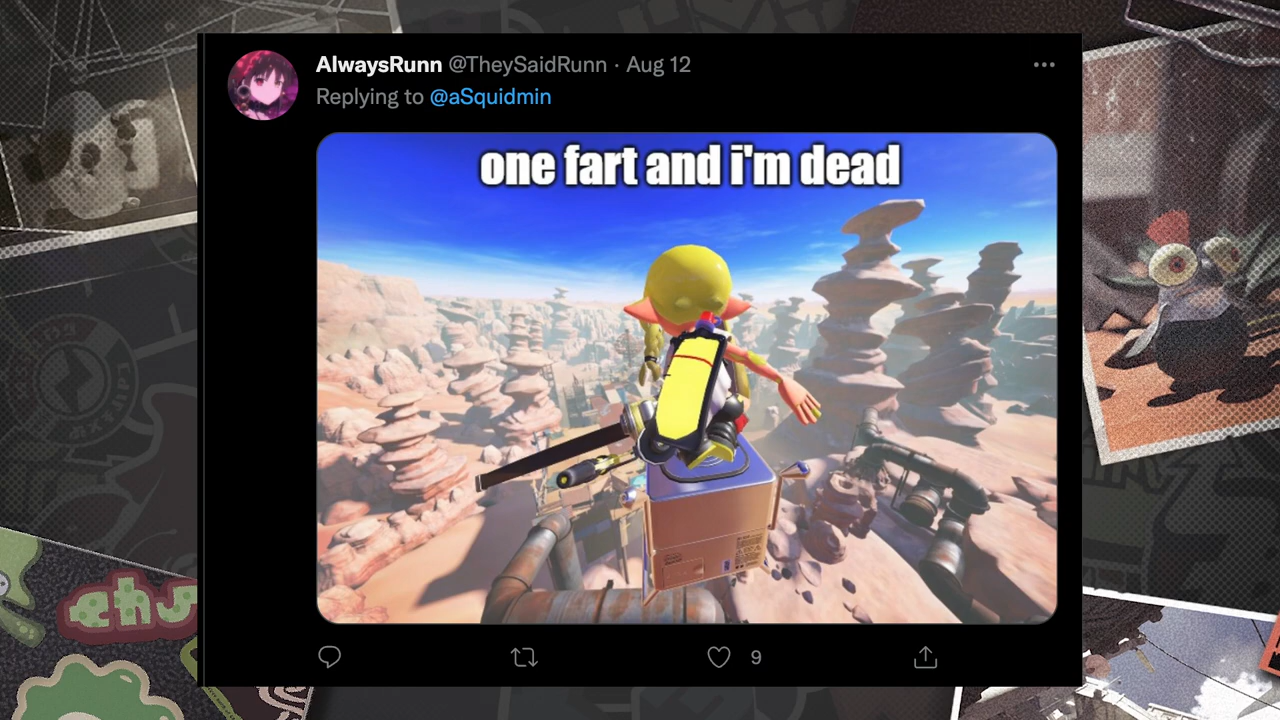 AlwaysRunn @TheySaidRunn · Aug 12
Replying to @aSquidmin
one fart and i'm dead
9